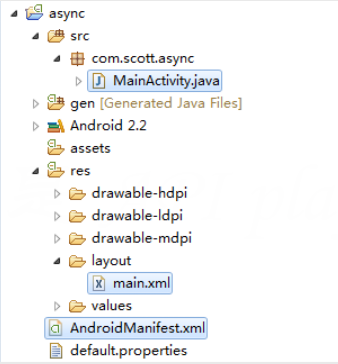 async
src
com.scott.async
MainActivity.java
gen [Generated Java Files]
Android 2.2
assets
res
drawable-hdpi
drawable-ldpi
drawable-mdpi
layout
main.xml
values
AndroidManifest.xml
default.properties